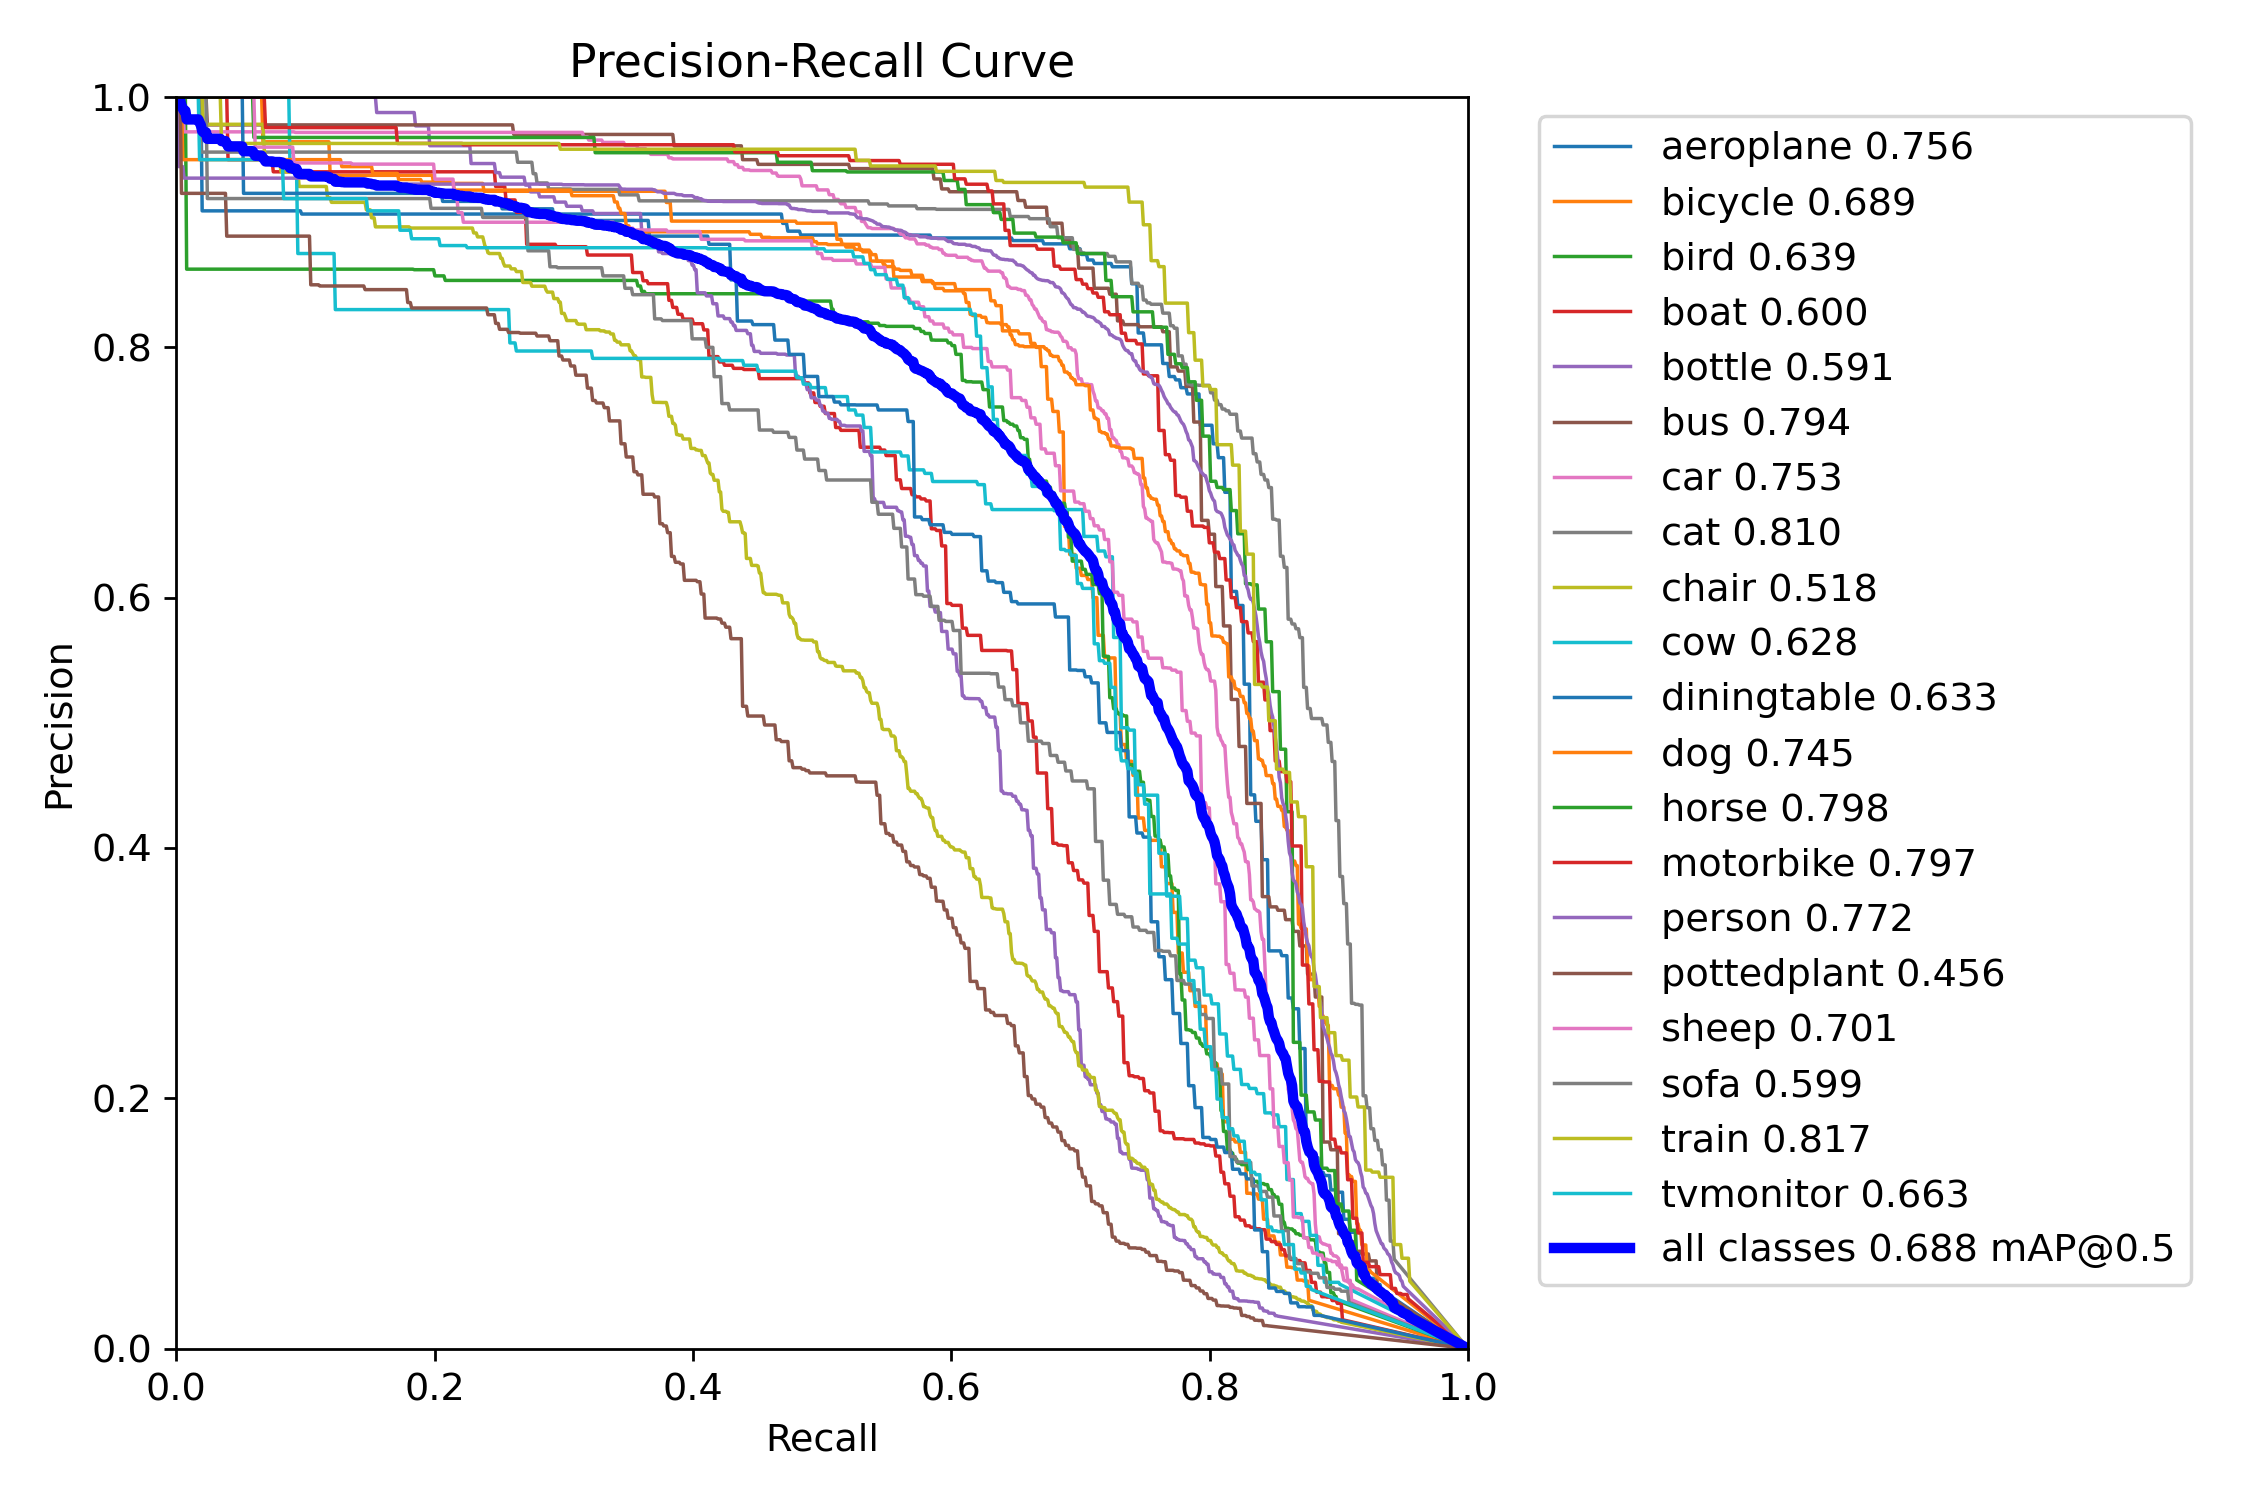 Precision-Recall Curve
1.0
0.8
0.6
0.4
0.2
0.0
Precision
0.0 0.2 0.4 0.6 0.8 1.0
Recall
aeroplane 0.756
bicycle 0.689
bird 0.639
boat 0.600
bottle 0.591
bus 0.794
car 0.753
cat 0.810
chair 0.518
cow 0.628
diningtable 0.633
dog 0.745
horse 0.798
motorbike 0.797
person 0.772
pottedplant 0.456
sheep 0.701
sofa 0.599
train 0.817
tvmonitor 0.663
all classes 0.688 mAP@0.5